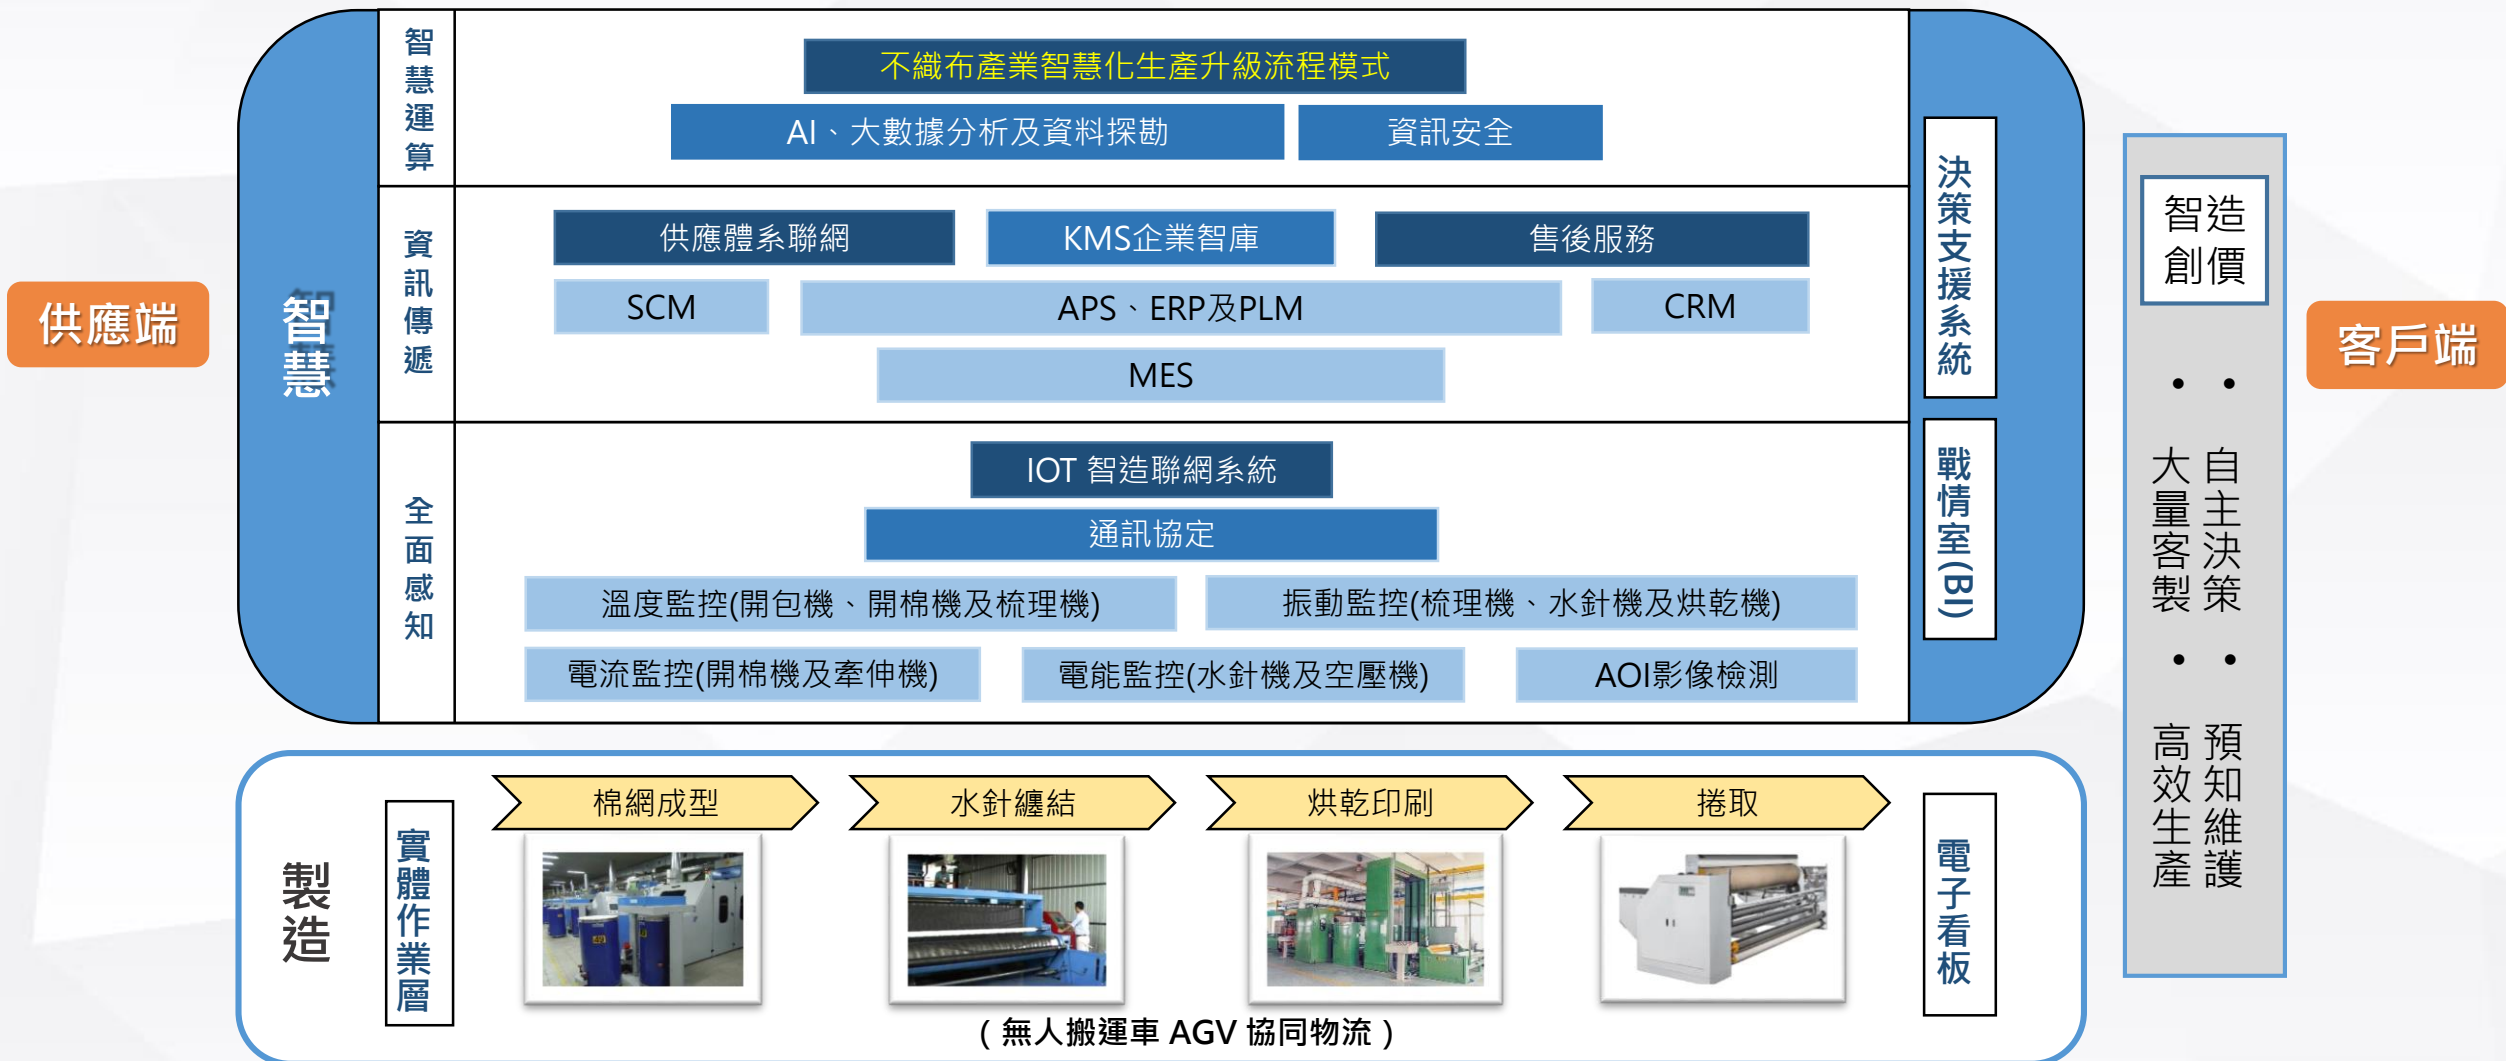 供應端
智慧
智慧運算
不織布產業智慧化生產升級流程模式
AI、大數據分析及資料探勘
資訊安全
資訊傳遞
供應體系聯網
KMS企業智庫
售後服務
SCM
APS、ERP及PLM
CRM
MES
全面感知
IOT 智造聯網系統
通訊協定
溫度監控(開包機、開棉機及梳理機)
振動監控(梳理機、水針機及烘乾機)
電流監控(開棉機及牽伸機)
電能監控(水針機及空壓機)
AOI影像檢測
決策支援系統
戰情室(BI)
製造
實體作業層
棉網成型
水針纏結
烘乾印刷
捲取
(無人搬運車 AGV 協同物流)
電子看板
智造
創價
•自主決策
•預知維護
•大量客製
•高效生產
客戶端